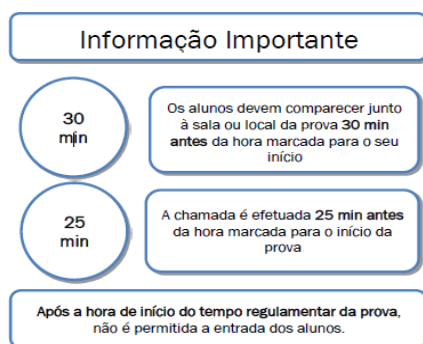 Informação Importante
30
min
Os alunos devem comparecer junto
à sala ou local da prova 30 min
antes da hora marcada para o seu
início
25
min
A chamada é efetuada 25 min antes
da hora marcada para o início da
prova
Após a hora de início do tempo regulamentar da prova,
não é permitida a entrada dos alunos.